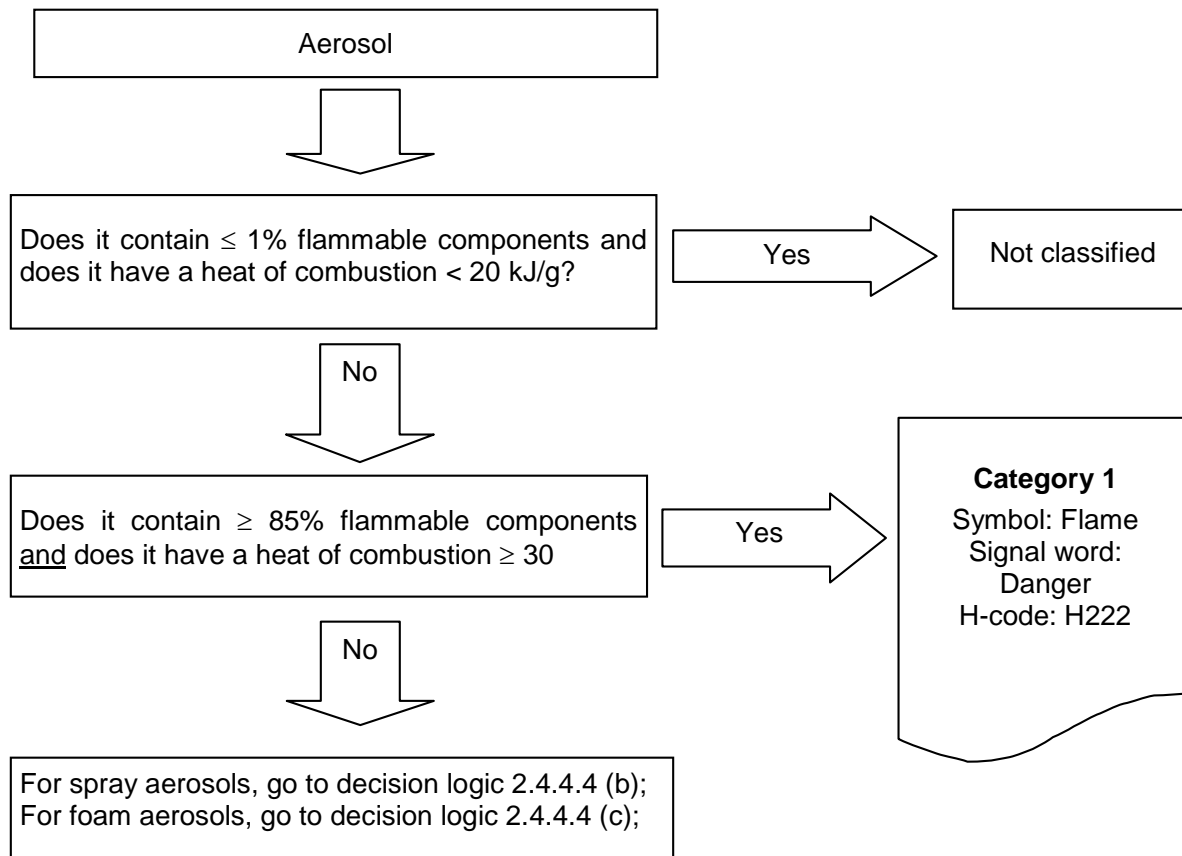 Aerosol
Does it contain ≤ 1% flammable components and
does it have a heat of combustion < 20 kJ/g?
Yes
Not classified
No
Does it contain ≥ 85% flammable components
and does it have a heat of combustion ≥ 30
Yes
Category 1
Symbol: Flame
Signal word:
Danger
H-code: H222
No
For spray aerosols, go to decision logic 2.4.4.4 (b);
For foam aerosols, go to decision logic 2.4.4.4 (c);